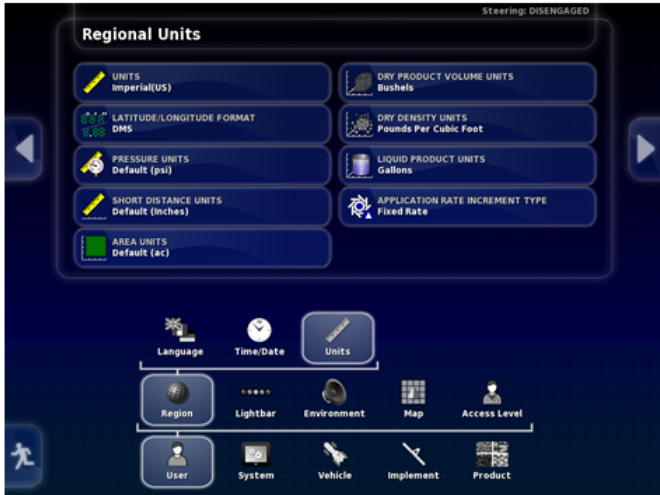 Steering: DISENGAGED
Regional Units
UNITS
Imperial(US)
LATITUDE/LONGITUDE FORMAT
DMS
PRESSURE UNITS
Default (psi)
SHORT DISTANCE UNITS
Default (Inches)
AREA UNITS
Default (ac)
DRY PRODUCT VOLUME UNITS
Bushels
DRY DENSITY UNITS
Pounds Per Cubic Foot
LIQUID PRODUCT UNITS
Gallons
APPLICATION RATE INCREMENT TYPE
Fixed Rate
Language Time/Date Units
Region Lightbar Environment Map Access Level
User System Vehicle Implement Product